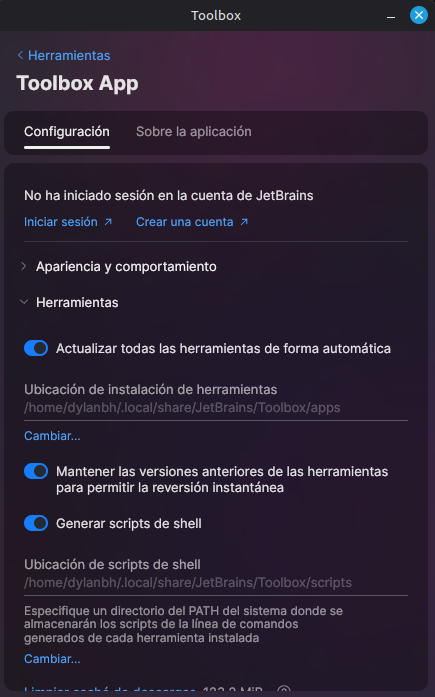 Toolbox
Herramientas
Toolbox App
Configuración Sobre la aplicación
No ha iniciado sesión en la cuenta de JetBrains
Iniciar sesión ↗ Crear una cuenta ↗
Apariencia y comportamiento
Herramientas
Actualizar todas las herramientas de forma automática
Ubicación de instalación de herramientas
/home/dylanbh/.local/share/JetBrains/Toolbox/apps
Cambiar...
Mantener las versiones anteriores de las herramientas
para permitir la reversión instantánea
Generar scripts de shell
Ubicación de scripts de shell
/home/dylanbh/.local/share/JetBrains/Toolbox/scripts
Especifique un directorio del PATH del sistema donde se
almacenarán los scripts de la línea de comandos
generados de cada herramienta instalada
Cambiar...
Limpiar caché de descargas